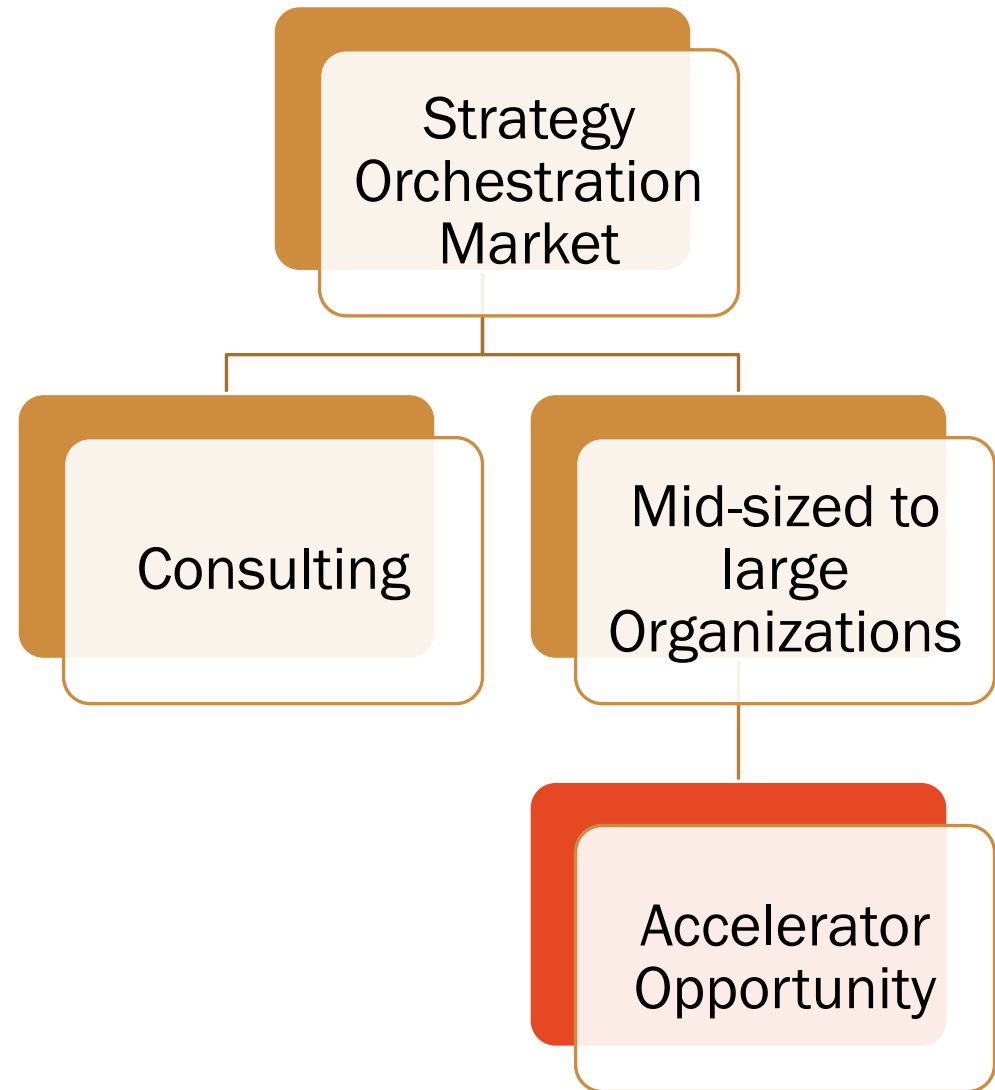 Strategy
Orchestration
Market
Consulting
Mid-sized to
large
Organizations
Accelerator
Opportunity